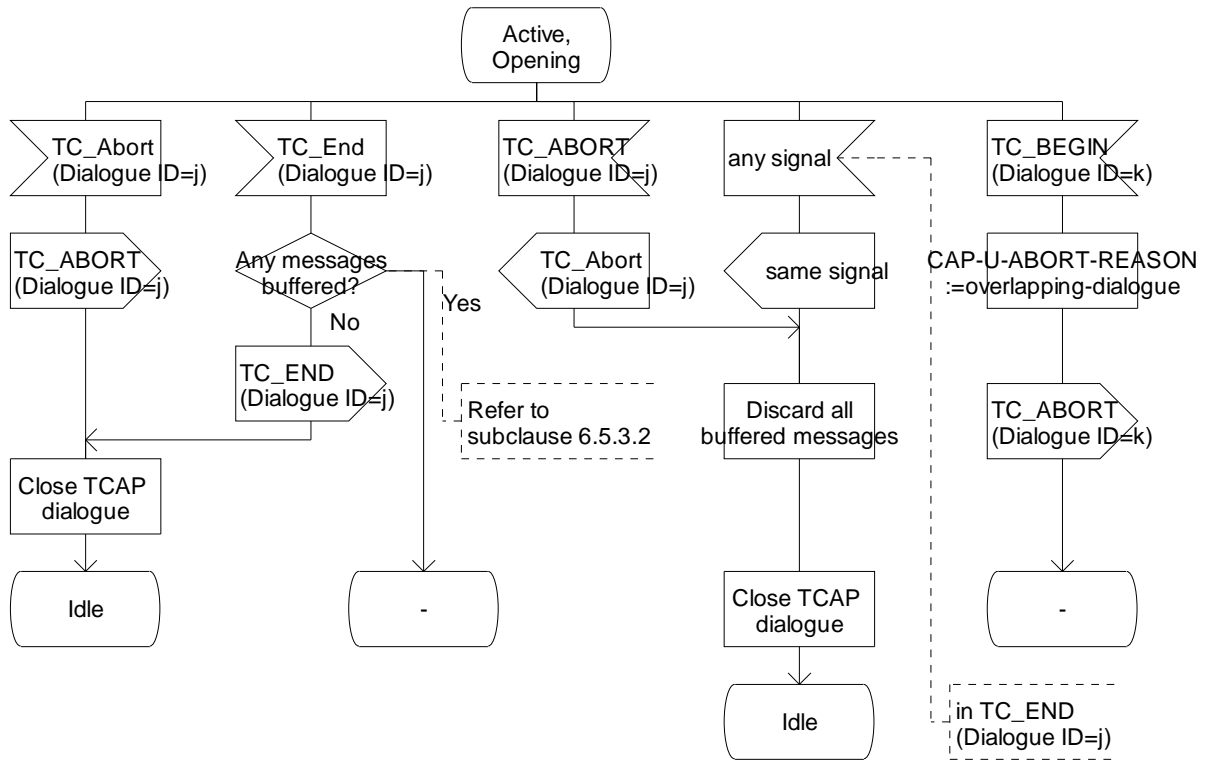 Active,
Opening
TC_Abort
(Dialogue ID=j)
TC_End
(Dialogue ID=j)
TC_ABORT
(Dialogue ID=j)
any signal
TC_BEGIN
(Dialogue ID=k)
TC_ABORT
(Dialogue ID=j)
Any messages
buffered?
TC_Abort
(Dialogue ID=j)
same signal
CAP-U-ABORT-REASON
:=overlapping-dialogue
Yes
No
TC_END
(Dialogue ID=j)
Refer to
subclause 6.5.3.2
Discard all
buffered messages
TC_ABORT
(Dialogue ID=k)
Close TCAP
dialogue
Idle
-
Close TCAP
dialogue
-
Idle
in TC_END
(Dialogue ID=j)